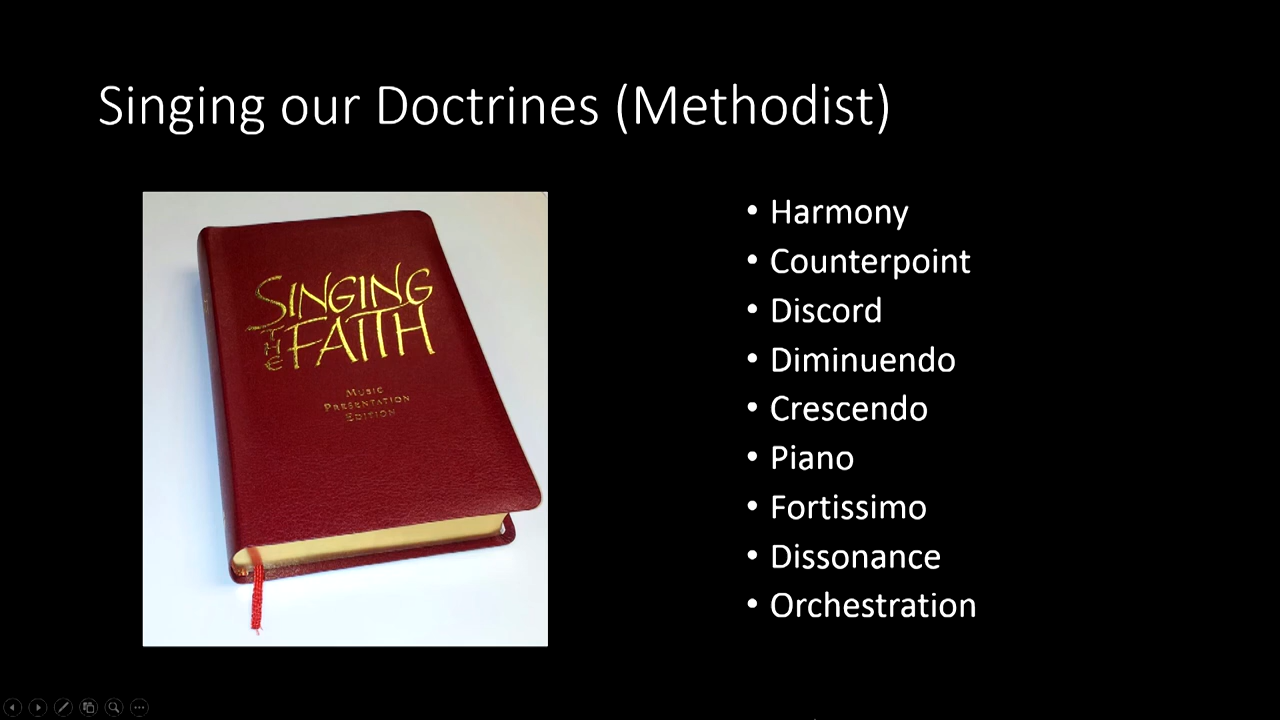 Singing our Doctrines (Methodist)
SINGING
THE FAITH
MUSIC
PRESENTATION
EDITION
• Harmony
• Counterpoint
• Discord
• Diminuendo
• Crescendo
• Piano
• Fortissimo
• Dissonance
• Orchestration